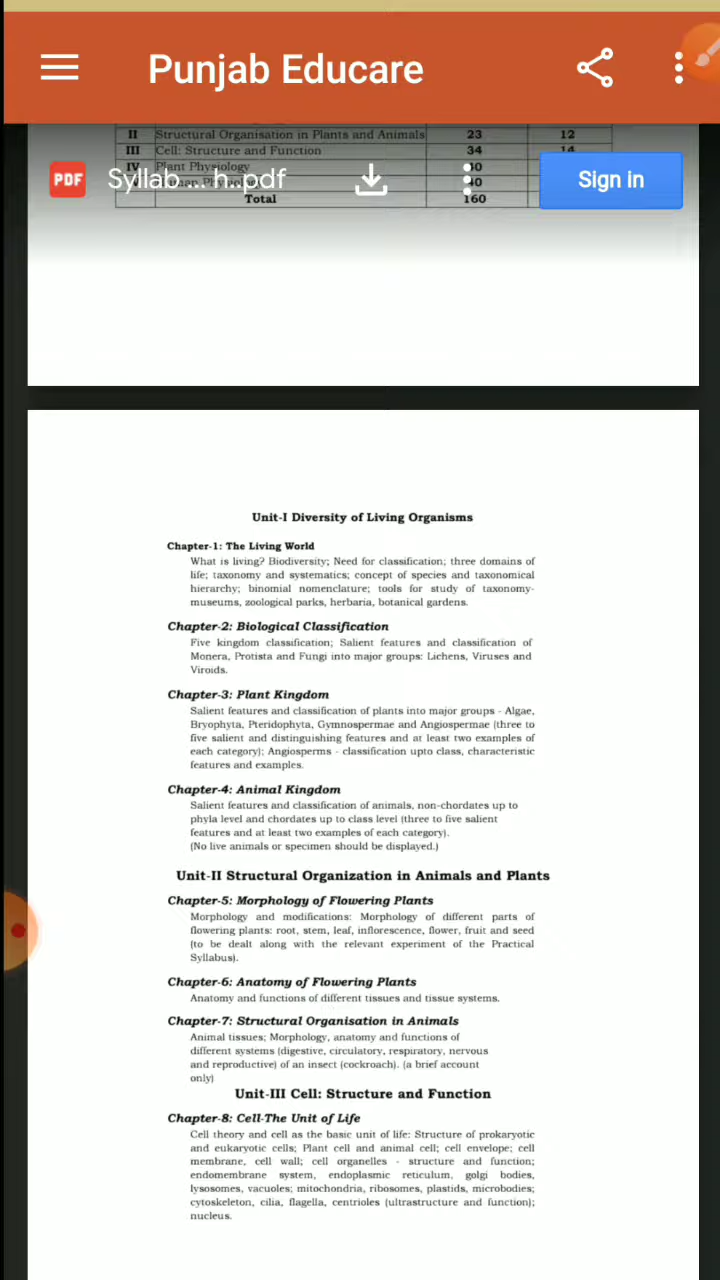 Punjab Educare
II Structural Organisation in Plants and Animals 23 12
III Cell: Structure and Function 34 14
IV Plant Physiology
PDF Syllab... h..pdf Sign in
Total 160
Unit-I Diversity of Living Organisms
Chapter-1: The Living World
What is living? Biodiversity; Need for classification; three domains of
life; taxonomy and systematics; concept of species and taxonomical
hierarchy; binomial nomenclature; tools for study of taxonomy-
museums, zoological parks, herbaria, botanical gardens.
Chapter-2: Biological Classification
Five kingdom classification; Salient features and classification of
Monera, Protista and Fungi into major groups: Lichens, Viruses and
Viroids.
Chapter-3: Plant Kingdom
Salient features and classification of plants into major groups - Algae,
Bryophyta, Pteridophyta, Gymnospermae and Angiospermae (three to
five salient and distinguishing features and at least two examples of
each category); Angiosperms - classification upto class, characteristic
features and examples.
Chapter-4: Animal Kingdom
Salient features and classification of animals, non-chordates up to
phyla level and chordates up to class level (three to five salient
features and at least two examples of each category).
(No live animals or specimen should be displayed.)
Unit-II Structural Organization in Animals and Plants
Chapter-5: Morphology of Flowering Plants
Morphology and modifications: Morphology of different parts of
flowering plants: root, stem, leaf, inflorescence, flower, fruit and seed
(to be dealt along with the relevant experiment of the Practical
Syllabus).
Chapter-6: Anatomy of Flowering Plants
Anatomy and functions of different tissues and tissue systems.
Chapter-7: Structural Organisation in Animals
Animal tissues; Morphology, anatomy and functions of
different systems (digestive, circulatory, respiratory, nervous
and reproductive) of an insect (cockroach). (a brief account
only)
Unit-III Cell: Structure and Function
Chapter-8: Cell-The Unit of Life
Cell theory and cell as the basic unit of life: Structure of prokaryotic
and eukaryotic cells; Plant cell and animal cell; cell envelope; cell
membrane, cell wall; cell organelles - structure and function;
endomembrane system, endoplasmic reticulum, golgi bodies,
lysosomes, vacuoles; mitochondria, ribosomes, plastids, microbodies;
cytoskeleton, cilia, flagella, centrioles (ultrastructure and function);
nucleus.